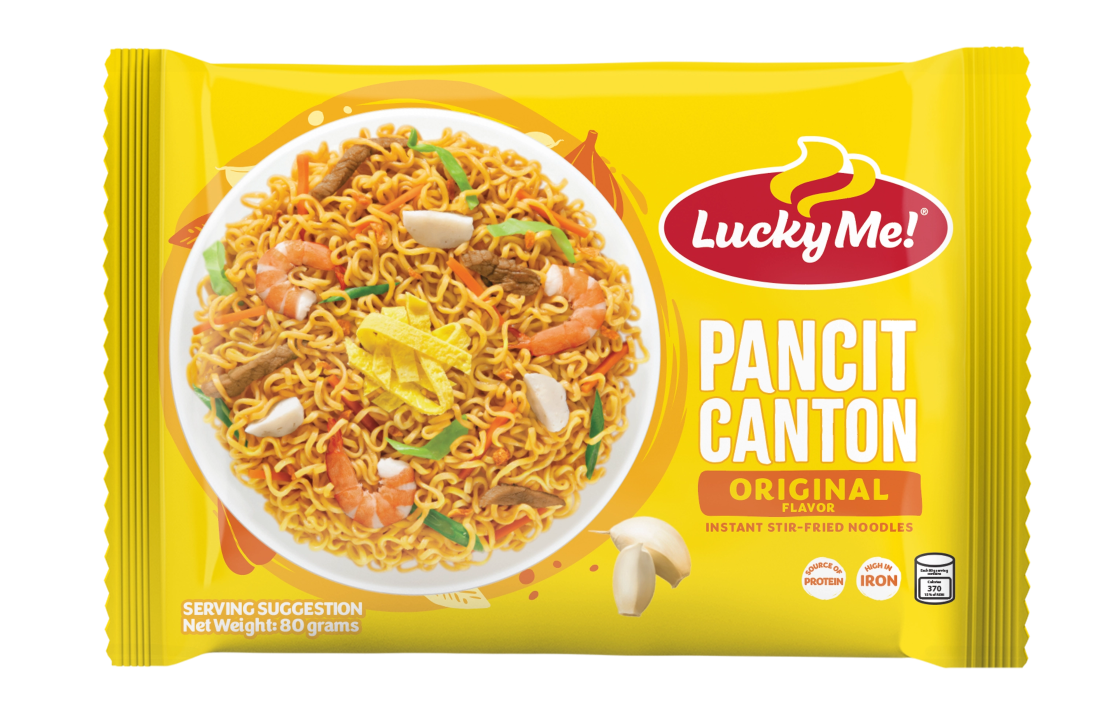 Lucky Me!®
PANCIT
CANTON
ORIGINAL
FLAVOR
INSTANT STIR-FRIED NOODLES
SOURCE OF
PROTEIN
HIGH IN
IRON
Calories
370
SERVING SUGGESTION
Net Weight: 80 grams